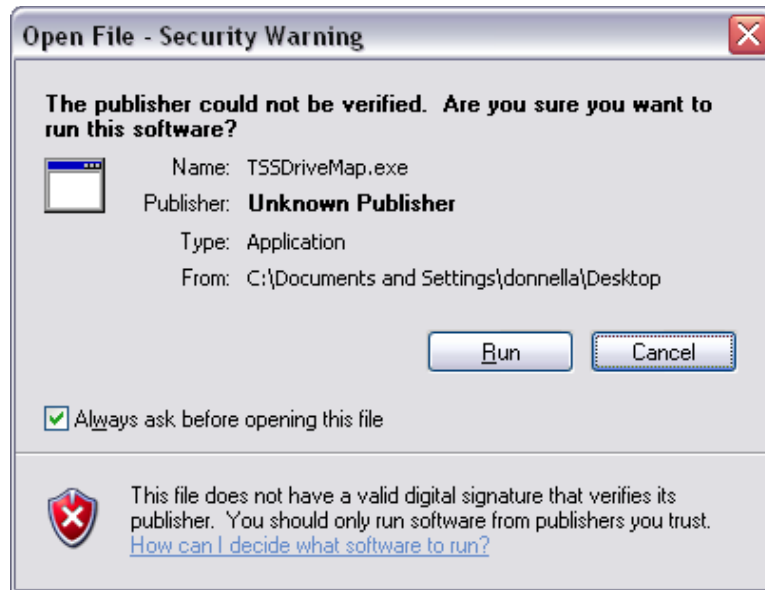 Open File - Security Warning
The publisher could not be verified.  Are you sure you want to
run this software?
Name: TSSDriveMap.exe
Publisher: Unknown Publisher
Type: Application
From: C:\Documents and Settings\donnella\Desktop
Run Cancel
Always ask before opening this file
This file does not have a valid digital signature that verifies its
publisher.  You should only run software from publishers you trust.
How can I decide what software to run?